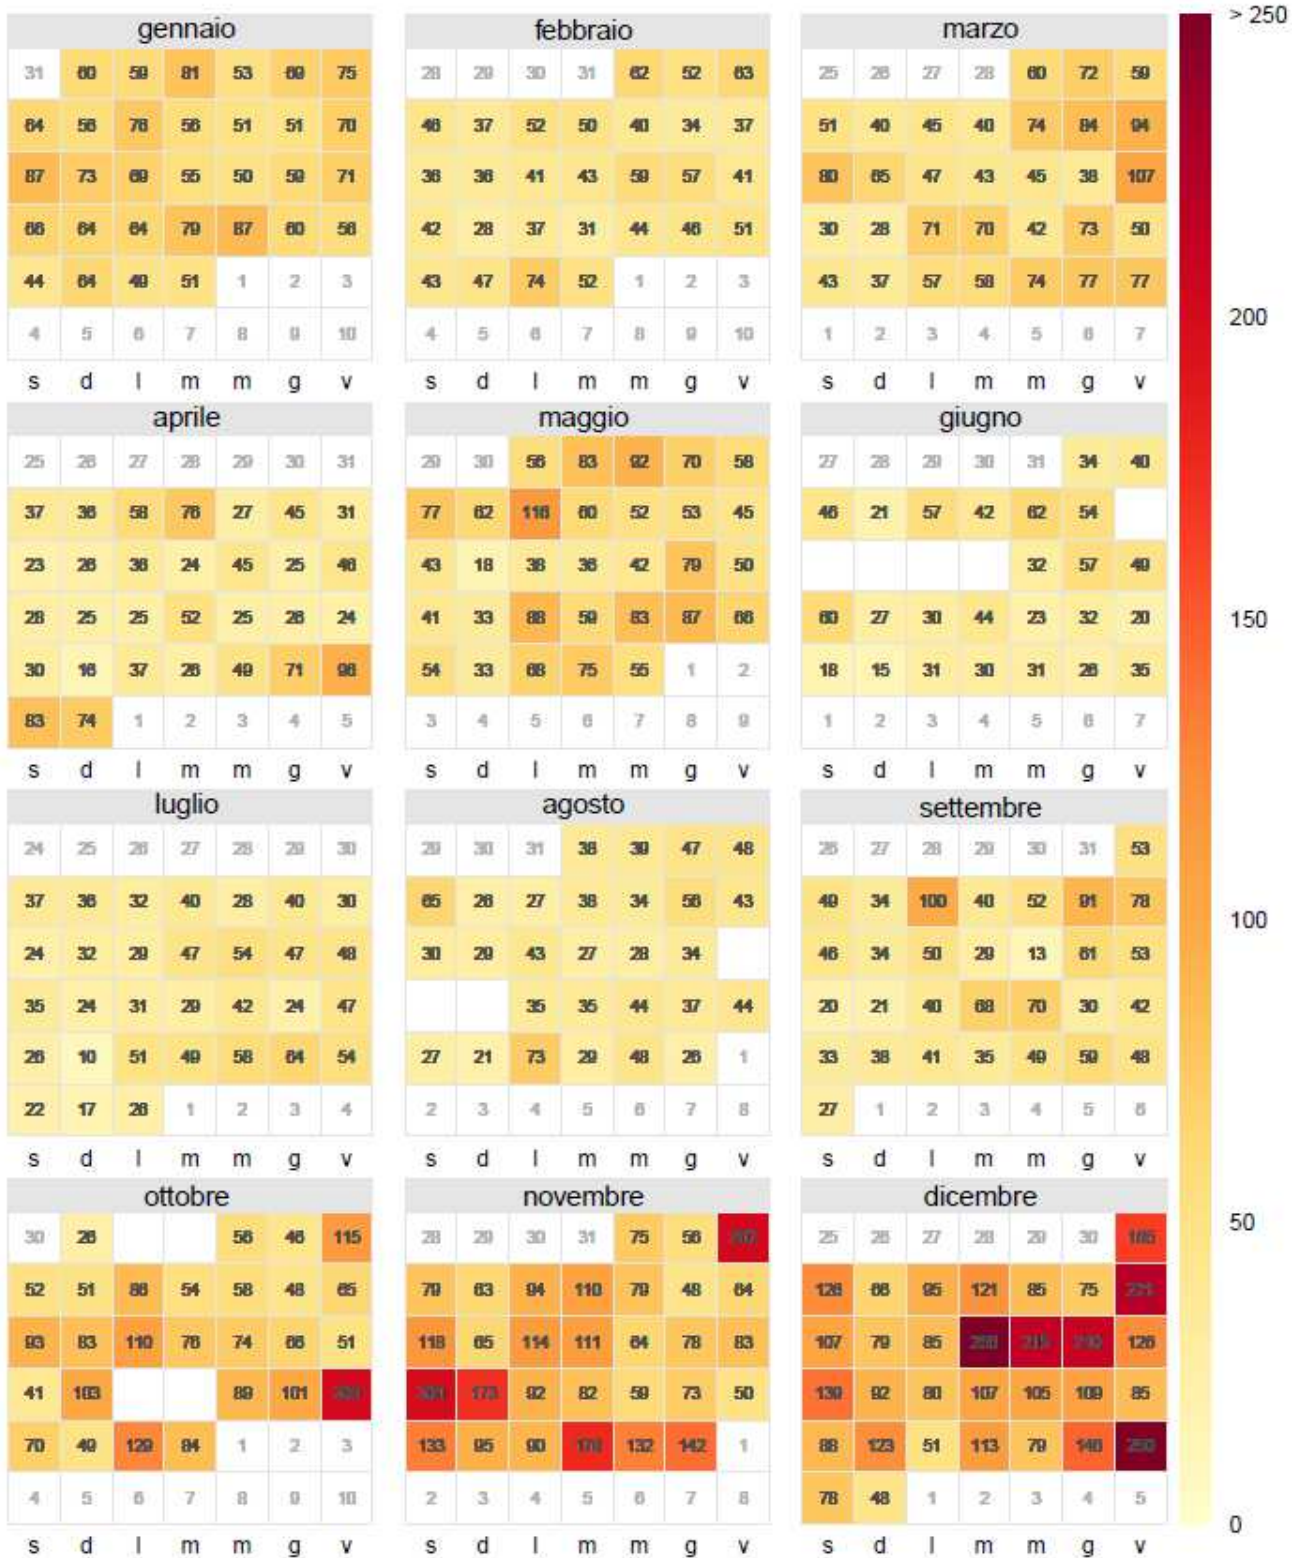 > 250
gennaio febbraio marzo
31 60 59 81 53 69 75 28 29 30 31 62 52 63 25 26 27 28 60 72 59
64 56 76 56 51 51 70 46 37 52 50 40 34 37 51 40 45 40 74 84 94
87 73 69 55 50 59 71 36 36 41 43 59 57 41 80 65 47 43 45 38 107
66 64 64 79 87 60 56 42 28 37 31 44 46 51 30 28 71 70 42 73 50
44 64 49 51 1 2 3 43 47 74 52 1 2 3 43 37 57 58 74 77 77
200
4 5 6 7 8 9 10 4 5 6 7 8 9 10 1 2 3 4 5 6 7
s d l m m g v s d l m m g v s d l m m g v
aprile maggio giugno
25 26 27 28 29 30 31 29 30 56 83 92 70 58 27 28 29 30 31 34 40
37 36 58 76 27 45 31 77 62 116 60 52 53 45 46 21 57 42 62 54
23 26 36 24 45 25 46 43 18 38 36 42 79 50 32 57 49
28 25 25 52 25 26 24 41 33 88 59 83 87 66 60 27 30 44 23 32 20
150
30 16 37 26 49 71 96 54 33 68 75 55 1 2 18 15 31 30 31 26 35
83 74 1 2 3 4 5 3 4 5 6 7 8 9 1 2 3 4 5 6 7
s d l m m g v s d l m m g v s d l m m g v
luglio agosto settembre
24 25 26 27 28 29 30 29 30 31 36 39 47 48 26 27 28 29 30 31 53
37 36 32 40 28 40 30 65 26 27 38 34 56 43 49 34 100 40 52 91 78
100
24 32 29 47 54 47 48 30 29 43 27 28 34 46 34 50 29 13 61 53
35 24 31 29 42 24 47 35 35 44 37 44 20 21 40 68 70 30 42
26 10 51 49 58 64 54 27 21 73 29 48 26 1 33 38 41 35 49 59 48
22 17 26 1 2 3 4 2 3 4 5 6 7 8 27 1 2 3 4 5 6
s d l m m g v s d l m m g v s d l m m g v
ottobre novembre dicembre
50
30 26 56 46 115 28 29 30 31 75 56 25 26 27 28 29 30 165
52 51 86 54 58 48 65 79 63 94 110 79 48 64 126 66 95 121 85 75
93 83 110 76 74 66 51 118 65 114 111 64 78 83 107 79 85 126
41 103 89 101 173 92 82 59 73 50 139 92 80 107 105 109 85
70 49 129 84 1 2 3 133 95 90 132 142 1 88 123 51 113 79 146
4 5 6 7 8 9 10 2 3 4 5 6 7 8 78 48 1 2 3 4 5
0
s d l m m g v s d l m m g v s d l m m g v